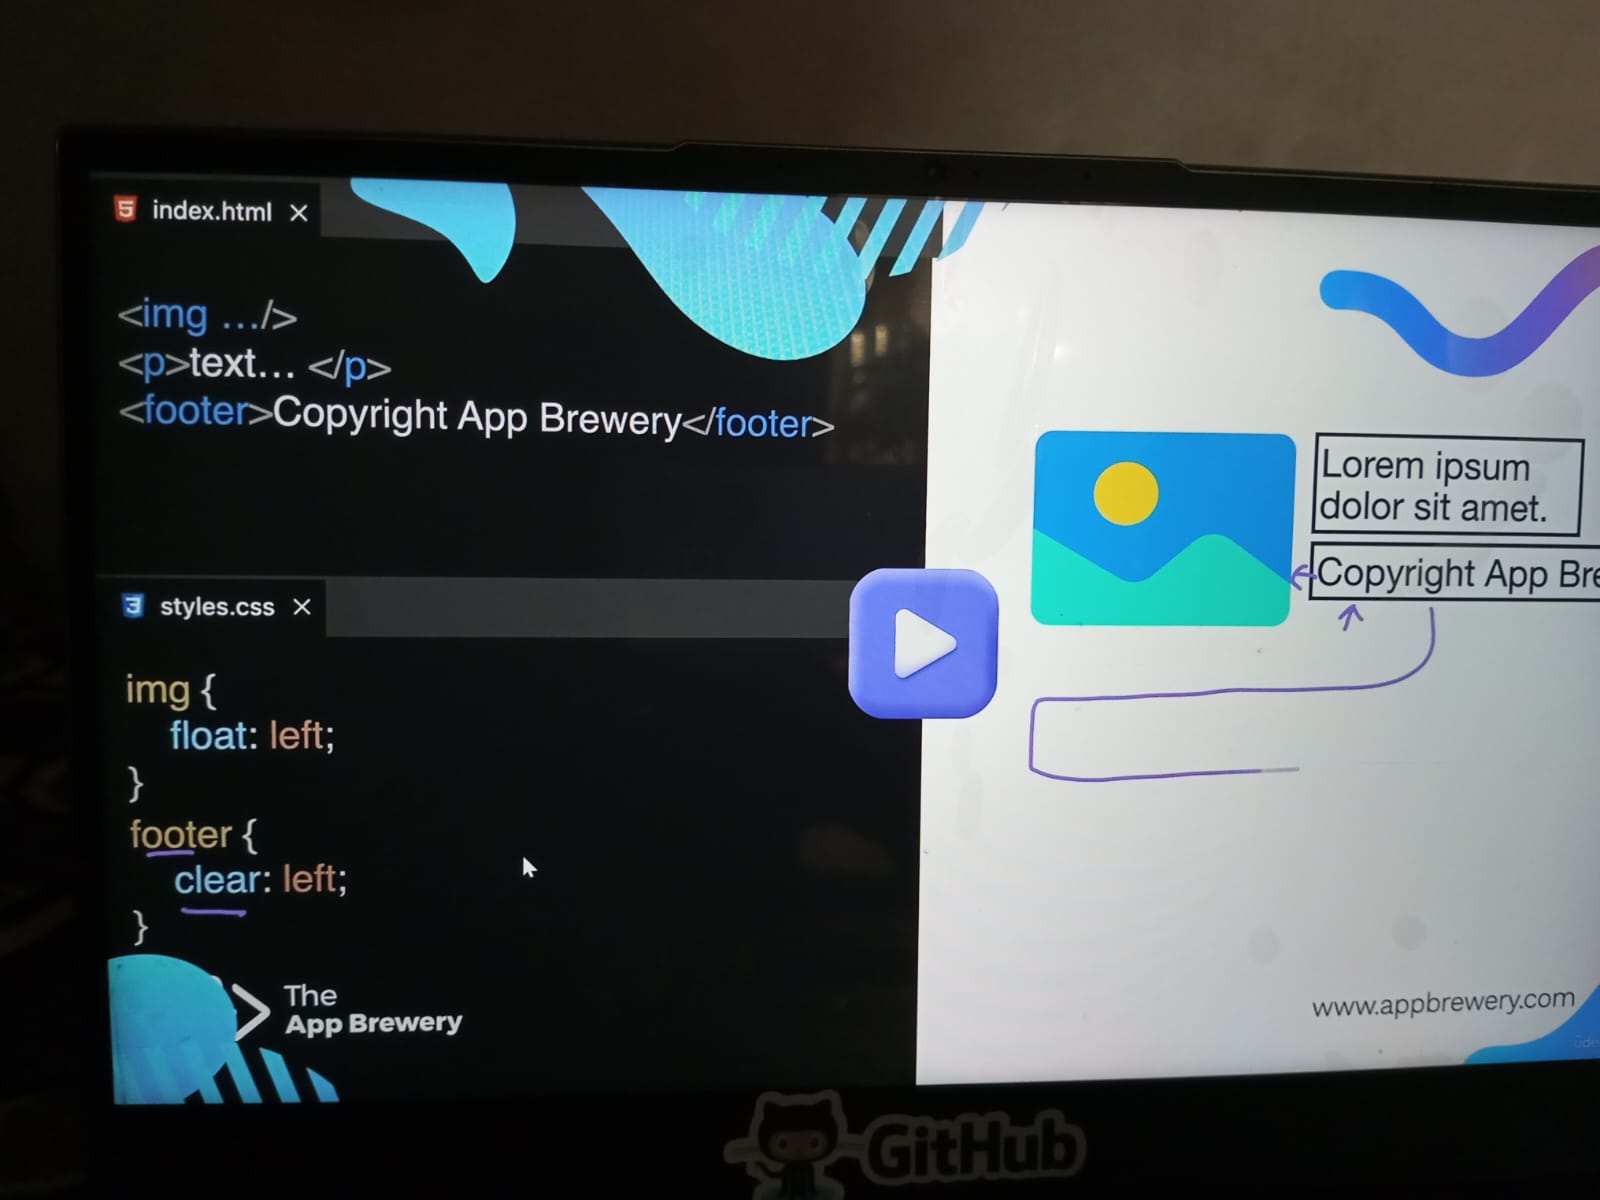 index.html
<img .../>
<p>text... </p>
<footer>Copyright App Brewery</footer>
styles.css
img {
float: left;
}
footer {
clear: left;
}
The
App Brewery
Lorem ipsum
dolor sit amet.
Copyright App Bre
www.appbrewery.com
GitHub